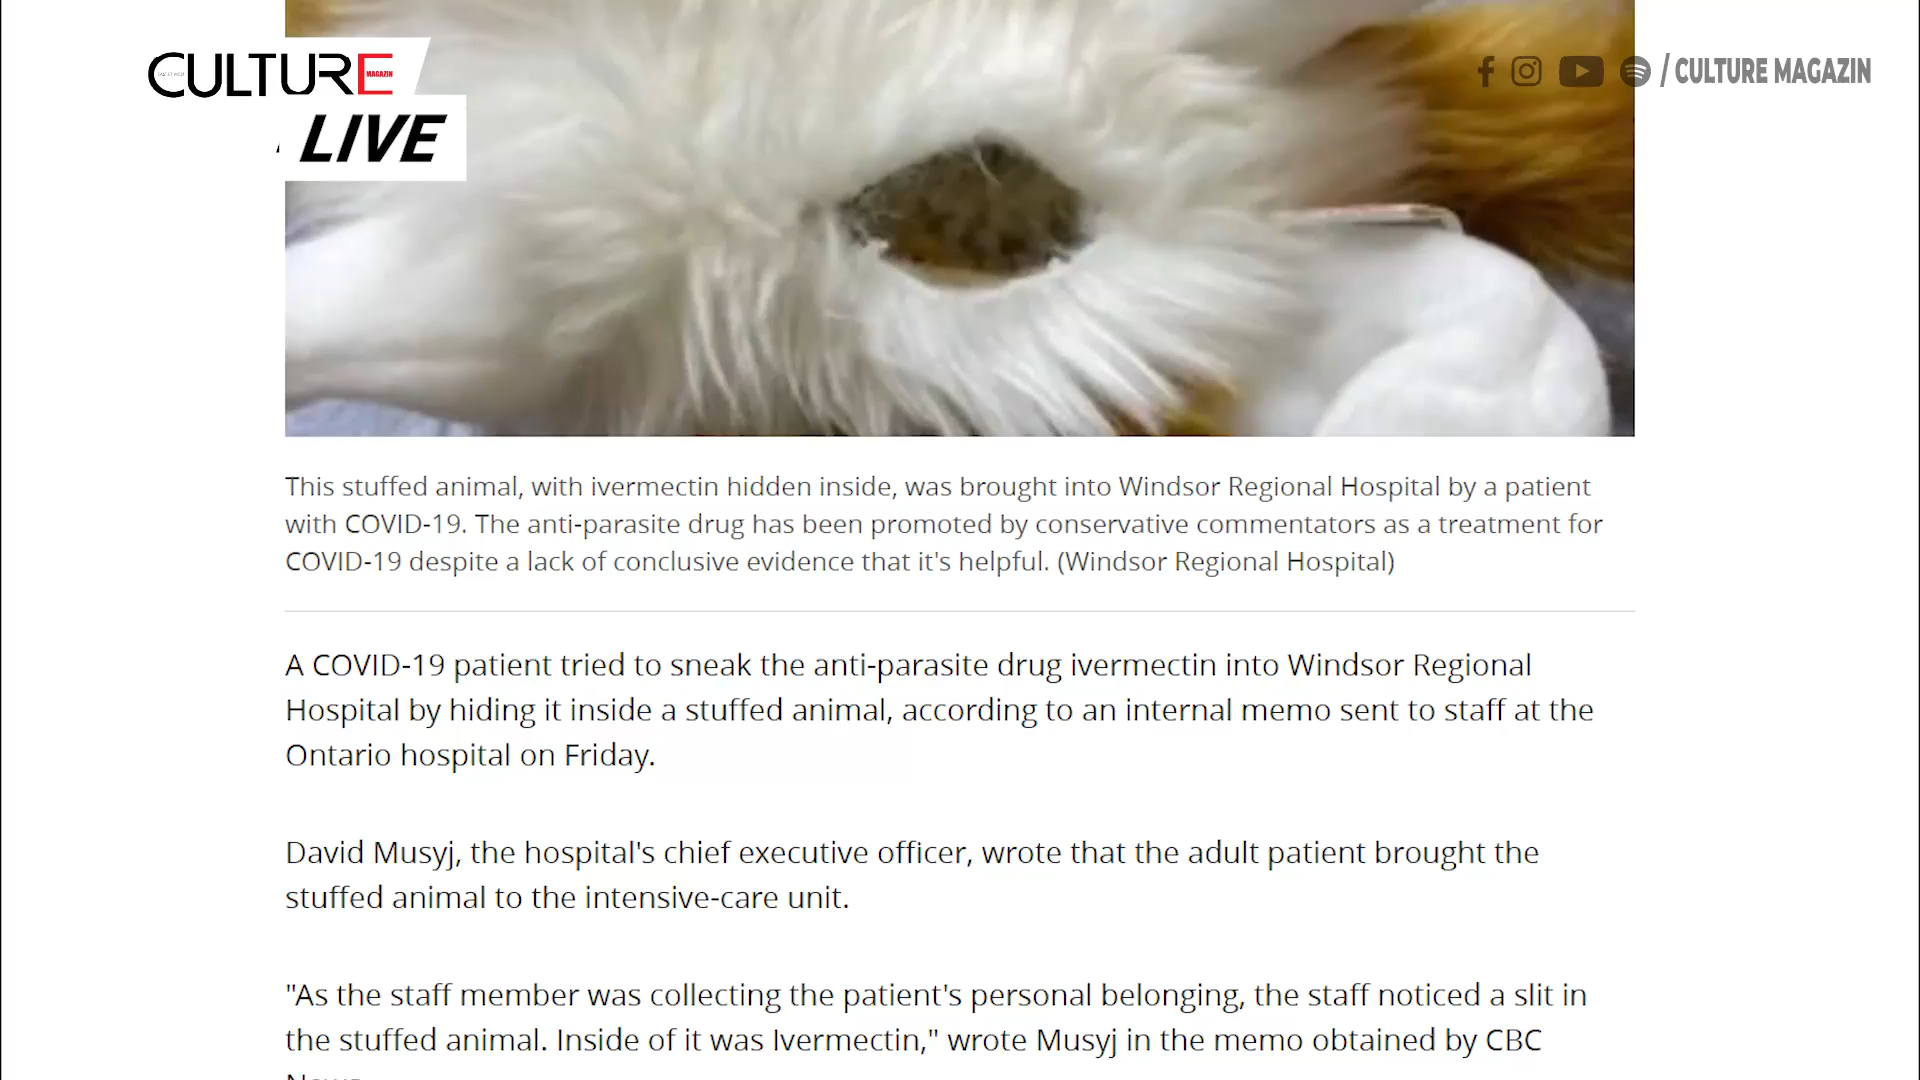 CULTURE
MAGAZIN
LIVE
/ CULTURE MAGAZIN
This stuffed animal, with ivermectin hidden inside, was brought into Windsor Regional Hospital by a patient
with COVID-19. The anti-parasite drug has been promoted by conservative commentators as a treatment for
COVID-19 despite a lack of conclusive evidence that it's helpful. (Windsor Regional Hospital)
A COVID-19 patient tried to sneak the anti-parasite drug ivermectin into Windsor Regional
Hospital by hiding it inside a stuffed animal, according to an internal memo sent to staff at the
Ontario hospital on Friday.
David Musyj, the hospital's chief executive officer, wrote that the adult patient brought the
stuffed animal to the intensive-care unit.
"As the staff member was collecting the patient's personal belonging, the staff noticed a slit in
the stuffed animal. Inside of it was Ivermectin," wrote Musyj in the memo obtained by CBC